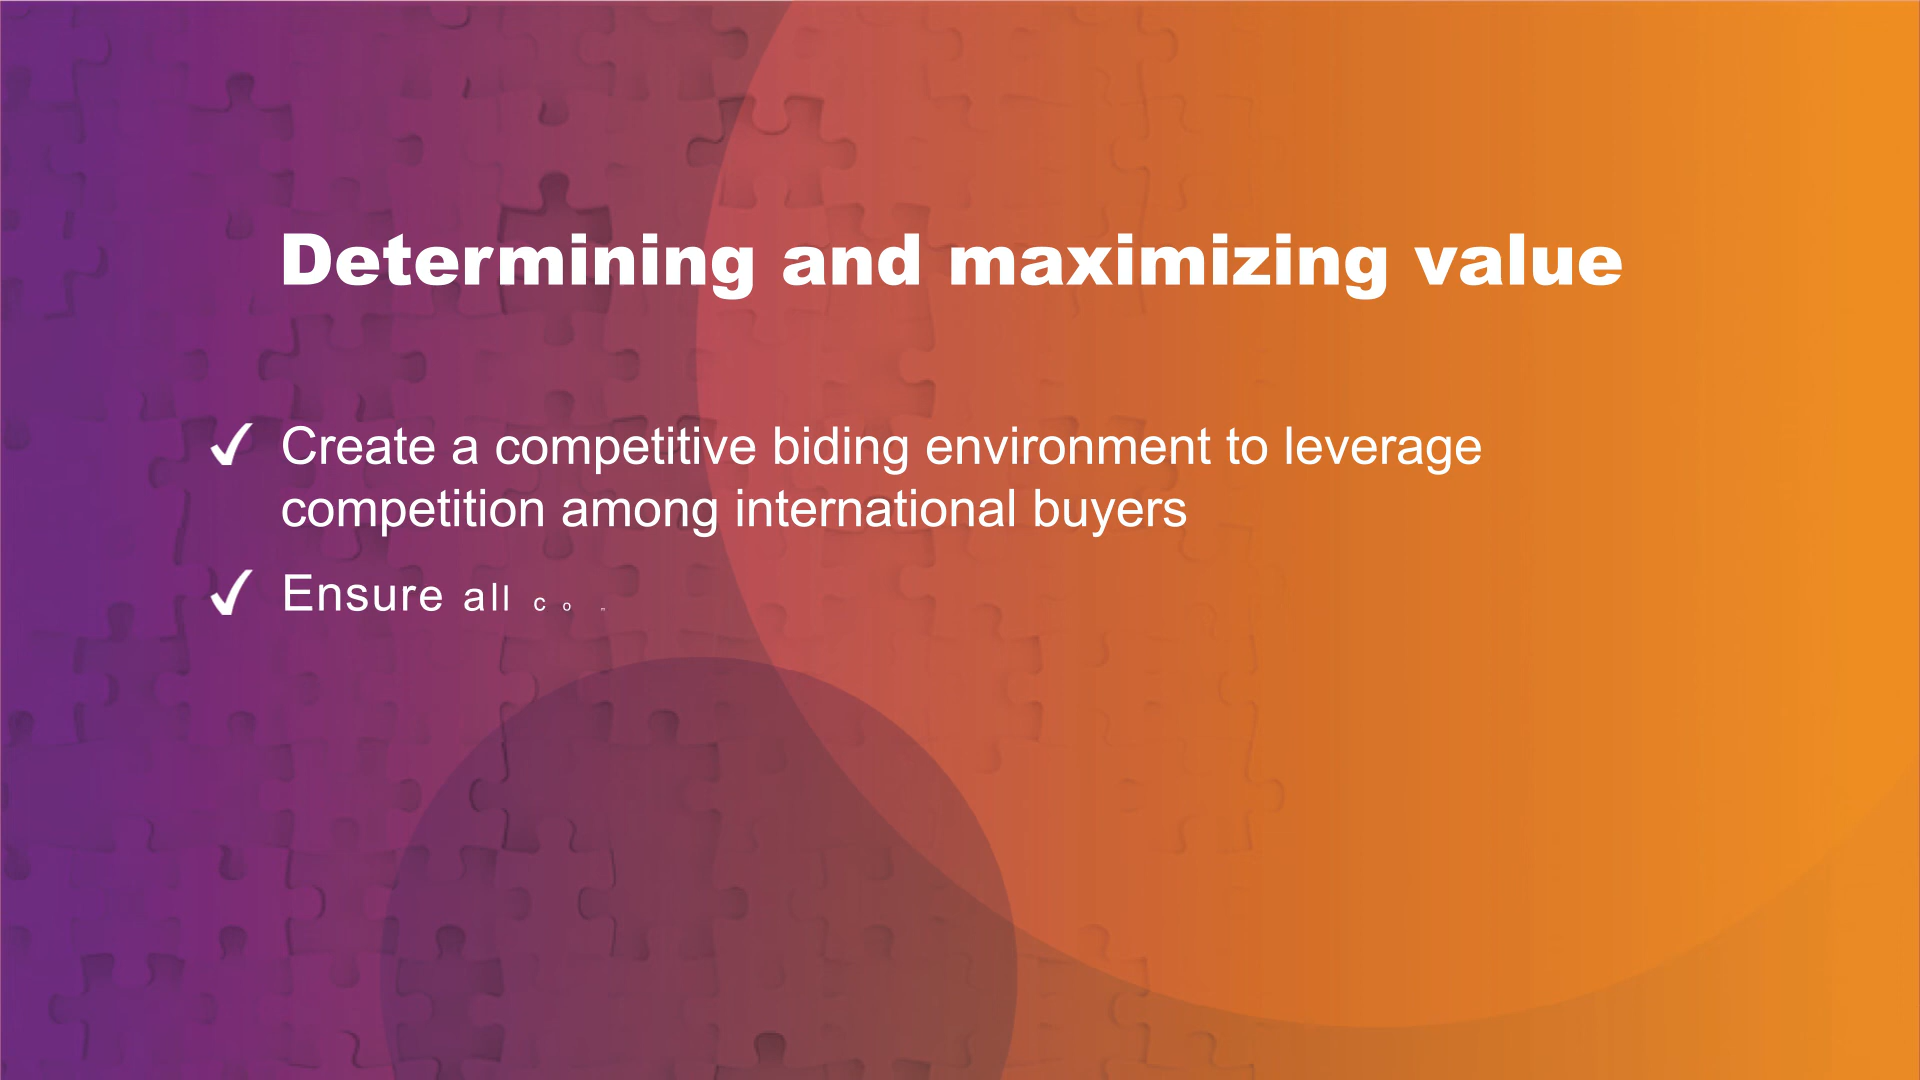 Determining and maximizing value
✓ Create a competitive biding environment to leverage
competition among international buyers
✓ Ensure all